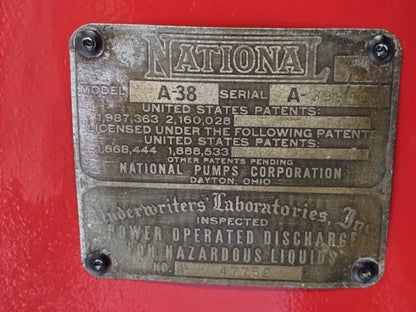 NATIONAL
MODEL A-38 SERIAL A
UNITED STATES PATENTS:
1,987,363 2,160,028
LICENSED UNDER THE FOLLOWING PATENTS
UNITED STATES PATENTS:
1,868,444 1,888,533
OTHER PATENTS PENDING
NATIONAL PUMPS CORPORATION
DAYTON, OHIO
Underwriters' Laboratories, Inc.
INSPECTED
POWER OPERATED DISCHARGE
FOR HAZARDOUS LIQUIDS
NO.